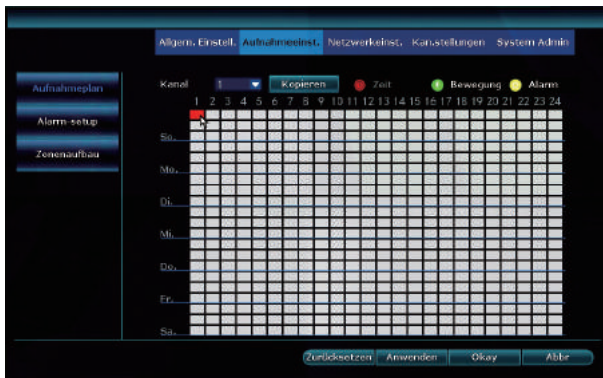 Allgem. Einstell. Aufnahmeeinst. Netzwerkeinst. Kan.stellungen System Admin
Aufnahmeplan
Alarm-setup
Zonenaufbau
Kanal 1 Kopieren Zeit Bewegung Alarm
1 2 3 4 5 6 7 8 9 10 11 12 13 14 15 16 17 18 19 20 21 22 23 24
So.
Mo.
Di.
Mi.
Do.
Fr.
Sa.
Zurücksetzen Anwenden Okay Abbr